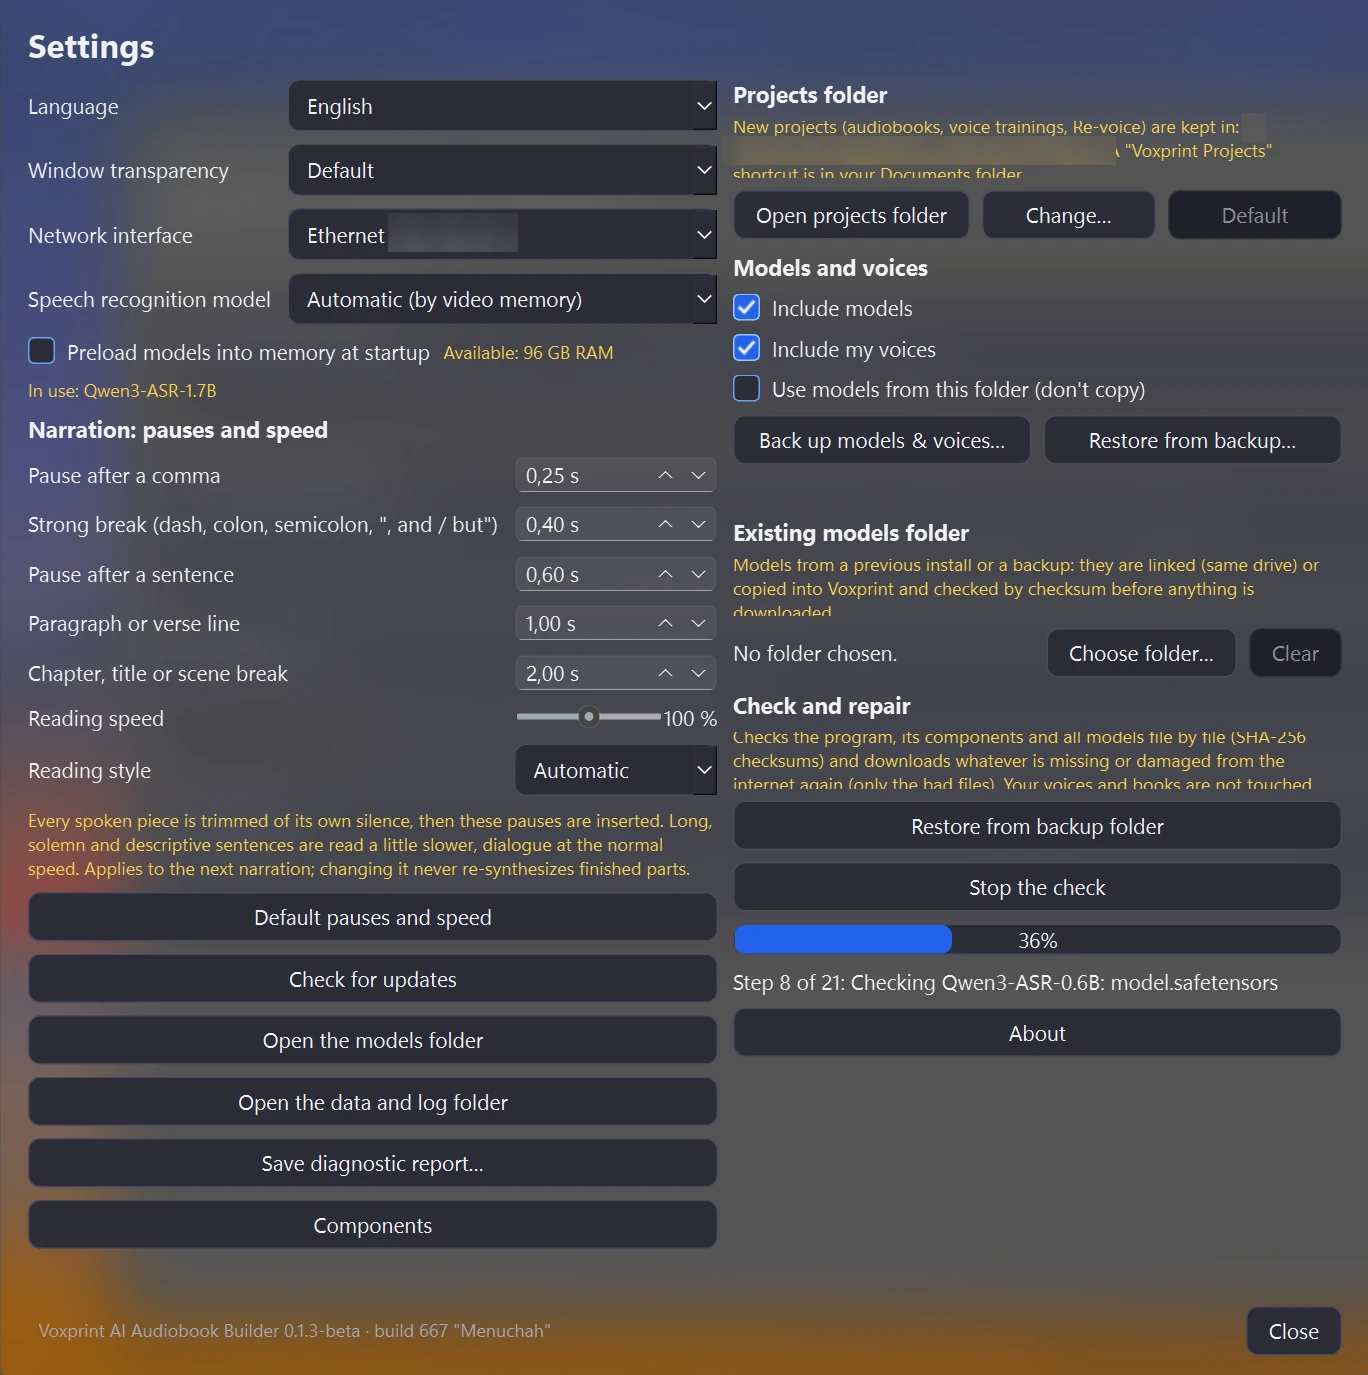 Settings
Language
English
Window transparency
Default
Network interface
Ethernet
Speech recognition model
Automatic (by video memory)
Preload models into memory at startup
Available: 96 GB RAM
In use: Qwen3-ASR-1.7B
Narration: pauses and speed
Pause after a comma
0,25 s
Strong break (dash, colon, semicolon, ", and / but")
0,40 s
Pause after a sentence
0,60 s
Paragraph or verse line
1,00 s
Chapter, title or scene break
2,00 s
Reading speed
100 %
Reading style
Automatic
Every spoken piece is trimmed of its own silence, then these pauses are inserted. Long,
solemn and descriptive sentences are read a little slower, dialogue at the normal
speed. Applies to the next narration; changing it never re-synthesizes finished parts.
Default pauses and speed
Check for updates
Open the models folder
Open the data and log folder
Save diagnostic report...
Components
Projects folder
New projects (audiobooks, voice trainings, Re-voice) are kept in:
"Voxprint Projects"
shortcut is in your Documents folder
Open projects folder
Change...
Default
Models and voices
Include models
Include my voices
Use models from this folder (don't copy)
Back up models & voices...
Restore from backup...
Existing models folder
Models from a previous install or a backup: they are linked (same drive) or
copied into Voxprint and checked by checksum before anything is
downloaded
No folder chosen.
Choose folder...
Clear
Check and repair
Checks the program, its components and all models file by file (SHA-256
checksums) and downloads whatever is missing or damaged from the
internet again (only the bad files). Your voices and books are not touched
Restore from backup folder
Stop the check
36%
Step 8 of 21: Checking Qwen3-ASR-0.6B: model.safetensors
About
Voxprint AI Audiobook Builder 0.1.3-beta · build 667 "Menuchah"
Close